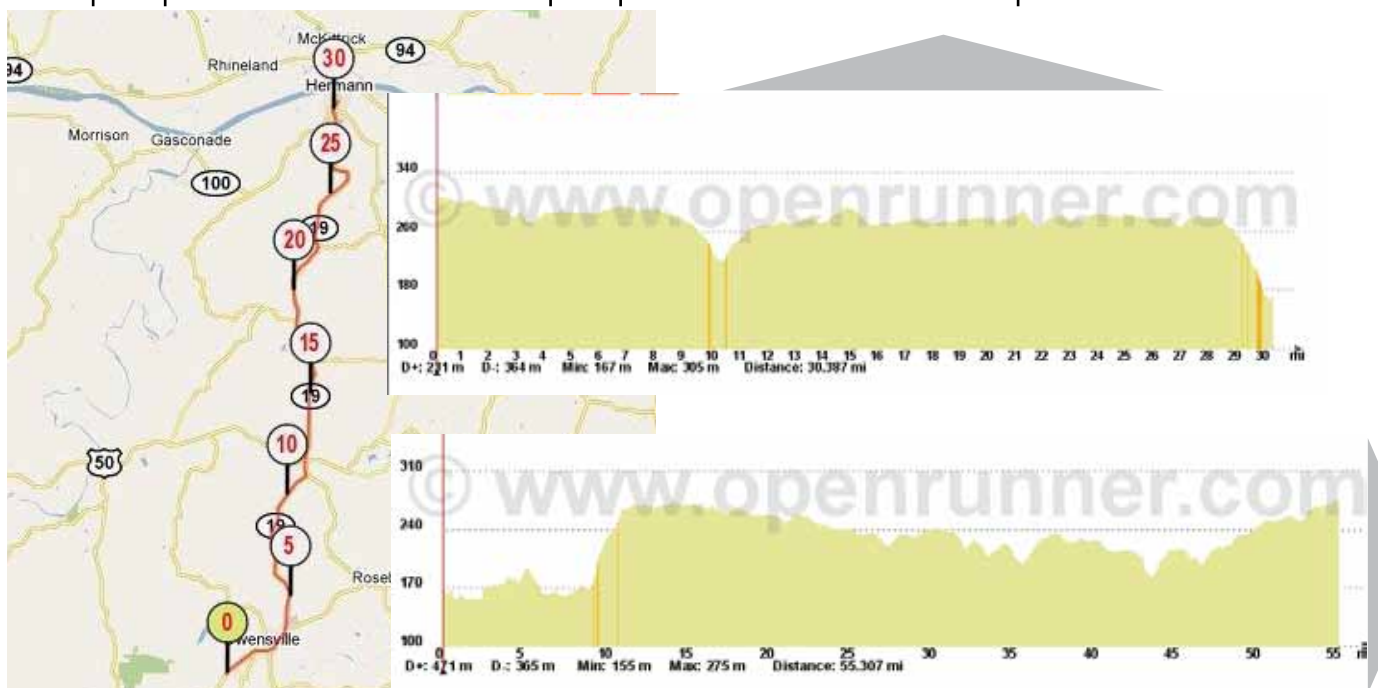 McKittrick
30
94
94
Rhineland
Hermann
Morrison
Gasconade
25
100
19
20
15
19
10
50
19
5
0
© www.openrunner.com
340
260
180
100
0 1 2 3 4 5 6 7 8 9 10 11 12 13 14 15 16 17 18 19 20 21 22 23 24 25 26 27 28 29 30 mi
D-: 364 m Min: 167 m Max: 305 m Distance: 30.387 mi
© www.openrunner.com
310
240
170
100
0 5 10 15 20 25 30 35 40 45 50 55 mi
D+: 471 m D-: 365 m Min: 155 m Max: 275 m Distance: 55.307 mi